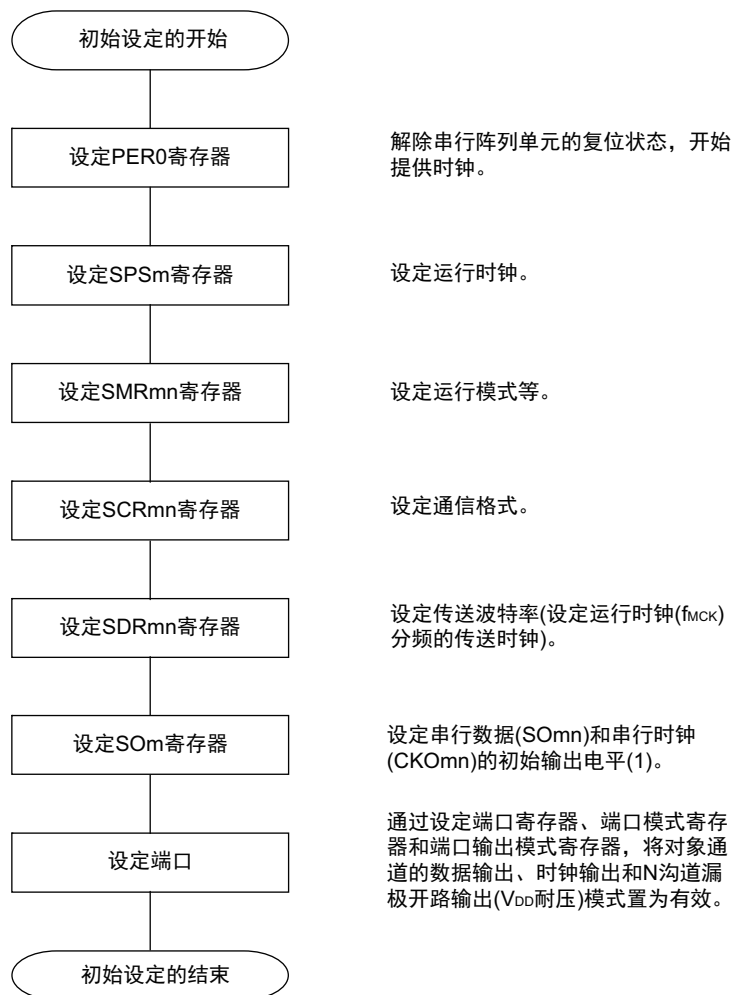 初始设定的开始
设定PER0寄存器
解除串行阵列单元的复位状态，开始
提供时钟。
设定SPSm寄存器
设定运行时钟。
设定SMRmn寄存器
设定运行模式等。
设定SCRmn寄存器
设定通信格式。
设定SDRmn寄存器
设定传送波特率(设定运行时钟(fMCK)
分频的传送时钟)。
设定SOm寄存器
设定串行数据(SOmn)和串行时钟
(CKOmn)的初始输出电平(1)。
设定端口
通过设定端口寄存器、端口模式寄存
器和端口输出模式寄存器，将对象通
道的数据输出、时钟输出和N沟道漏
极开路输出(VDD耐压)模式置为有效。
初始设定的结束